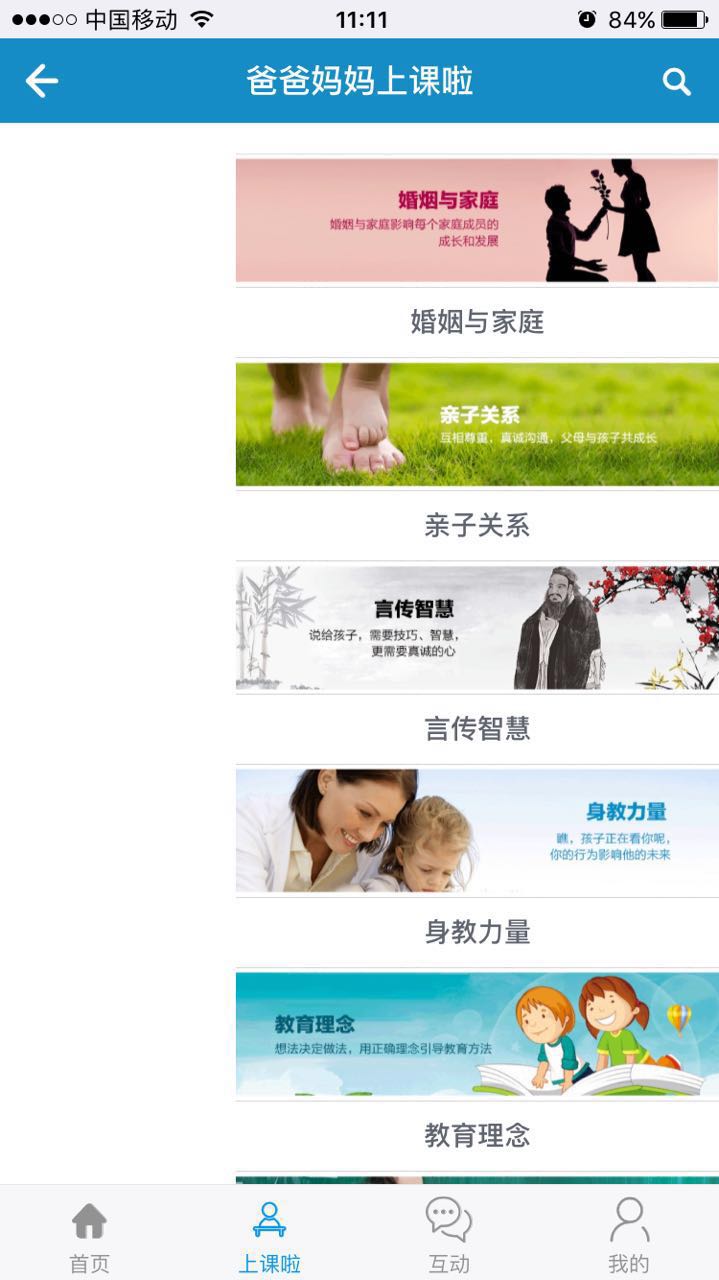 中国移动 11:11 84%
爸爸妈妈上课啦
婚烟与家庭
婚烟与家庭影响每个家庭成员的
成长和发展
婚姻与家庭
亲子关系
互相尊重，真诚沟通，父母与孩子共成长
亲子关系
言传智慧
说给孩子，需要技巧、智慧，
更需要真诚的心
言传智慧
身教力量
瞧，孩子正在看你呢，
你的行为影响他的未来
身教力量
教育理念
想法决定做法，用正确理念引导教育方法
教育理念
首页 上课啦 互动 我的